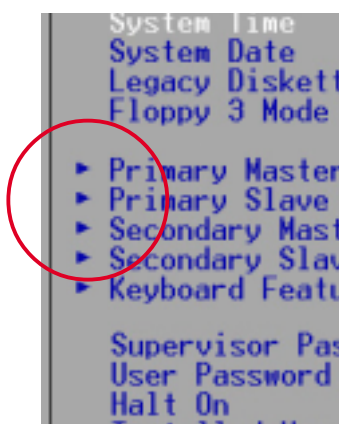 System Time
System Date
Legacy Diskett
Floppy 3 Mode
Primary Master
Primary Slave
Secondary Mast
Secondary Slav
Keyboard Featu
Supervisor Pas
User Password
Halt On